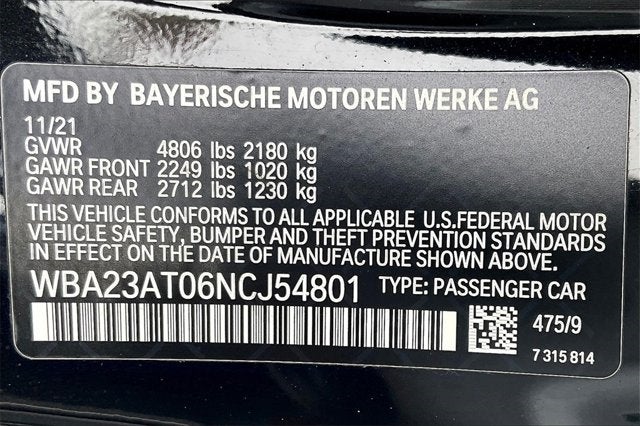 MFD BY BAYERISCHE MOTOREN WERKE AG
11/21
GVWR 4806 lbs 2180 kg
GAWR FRONT 2249 lbs 1020 kg
GAWR REAR 2712 lbs 1230 kg
THIS VEHICLE CONFORMS TO ALL APPLICABLE U.S.FEDERAL MOTOR
VEHICLE SAFETY, BUMPER AND THEFT PREVENTION STANDARDS
IN EFFECT ON THE DATE OF MANUFACTURE SHOWN ABOVE.
WBA23AT06NCJ54801 TYPE: PASSENGER CAR
475/9
7 315 814